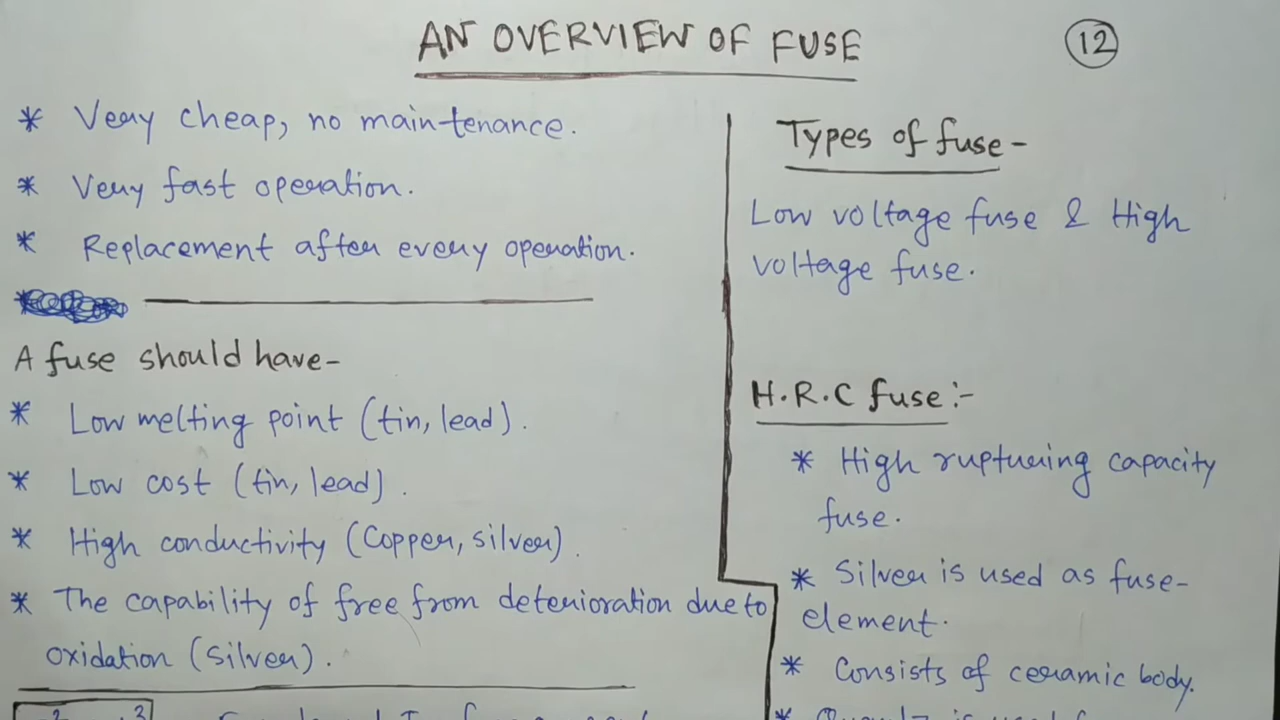 AN OVERVIEW OF FUSE
12
* Very cheap, no maintenance.
* Very fast operation.
* Replacement after every operation.
A fuse should have-
* Low melting point (tin, lead).
* Low cost (tin, lead).
* High conductivity (Copper, silver).
* The capability of free from deterioration due to
oxidation (Silver).
Types of fuse-
Low voltage fuse & High
voltage fuse.
H.R.C fuse:-
* High rupturing capacity
fuse.
* Silver is used as fuse-
element.
* Consists of ceramic body.